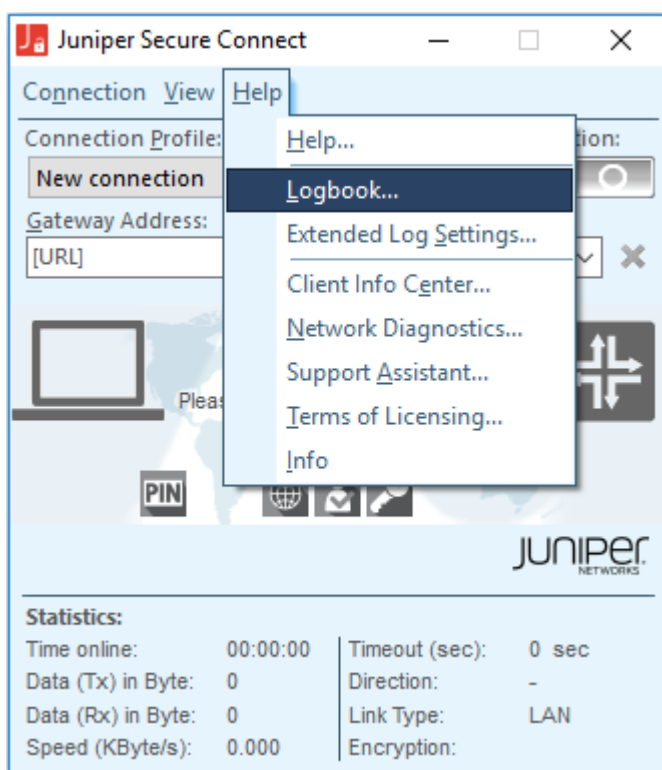 Juniper Secure Connect
Connection View Help
Connection Profile: tion:
New connection
Gateway Address:
[URL]
Help...
Logbook...
Extended Log Settings...
Client Info Center...
Network Diagnostics...
Support Assistant...
Terms of Licensing...
Info
Pleas
PIN
JUNIPER
NETWORKS
Statistics:
Time online: 00:00:00 Timeout (sec): 0 sec
Data (Tx) in Byte: 0 Direction: -
Data (Rx) in Byte: 0 Link Type: LAN
Speed (KByte/s): 0.000 Encryption: